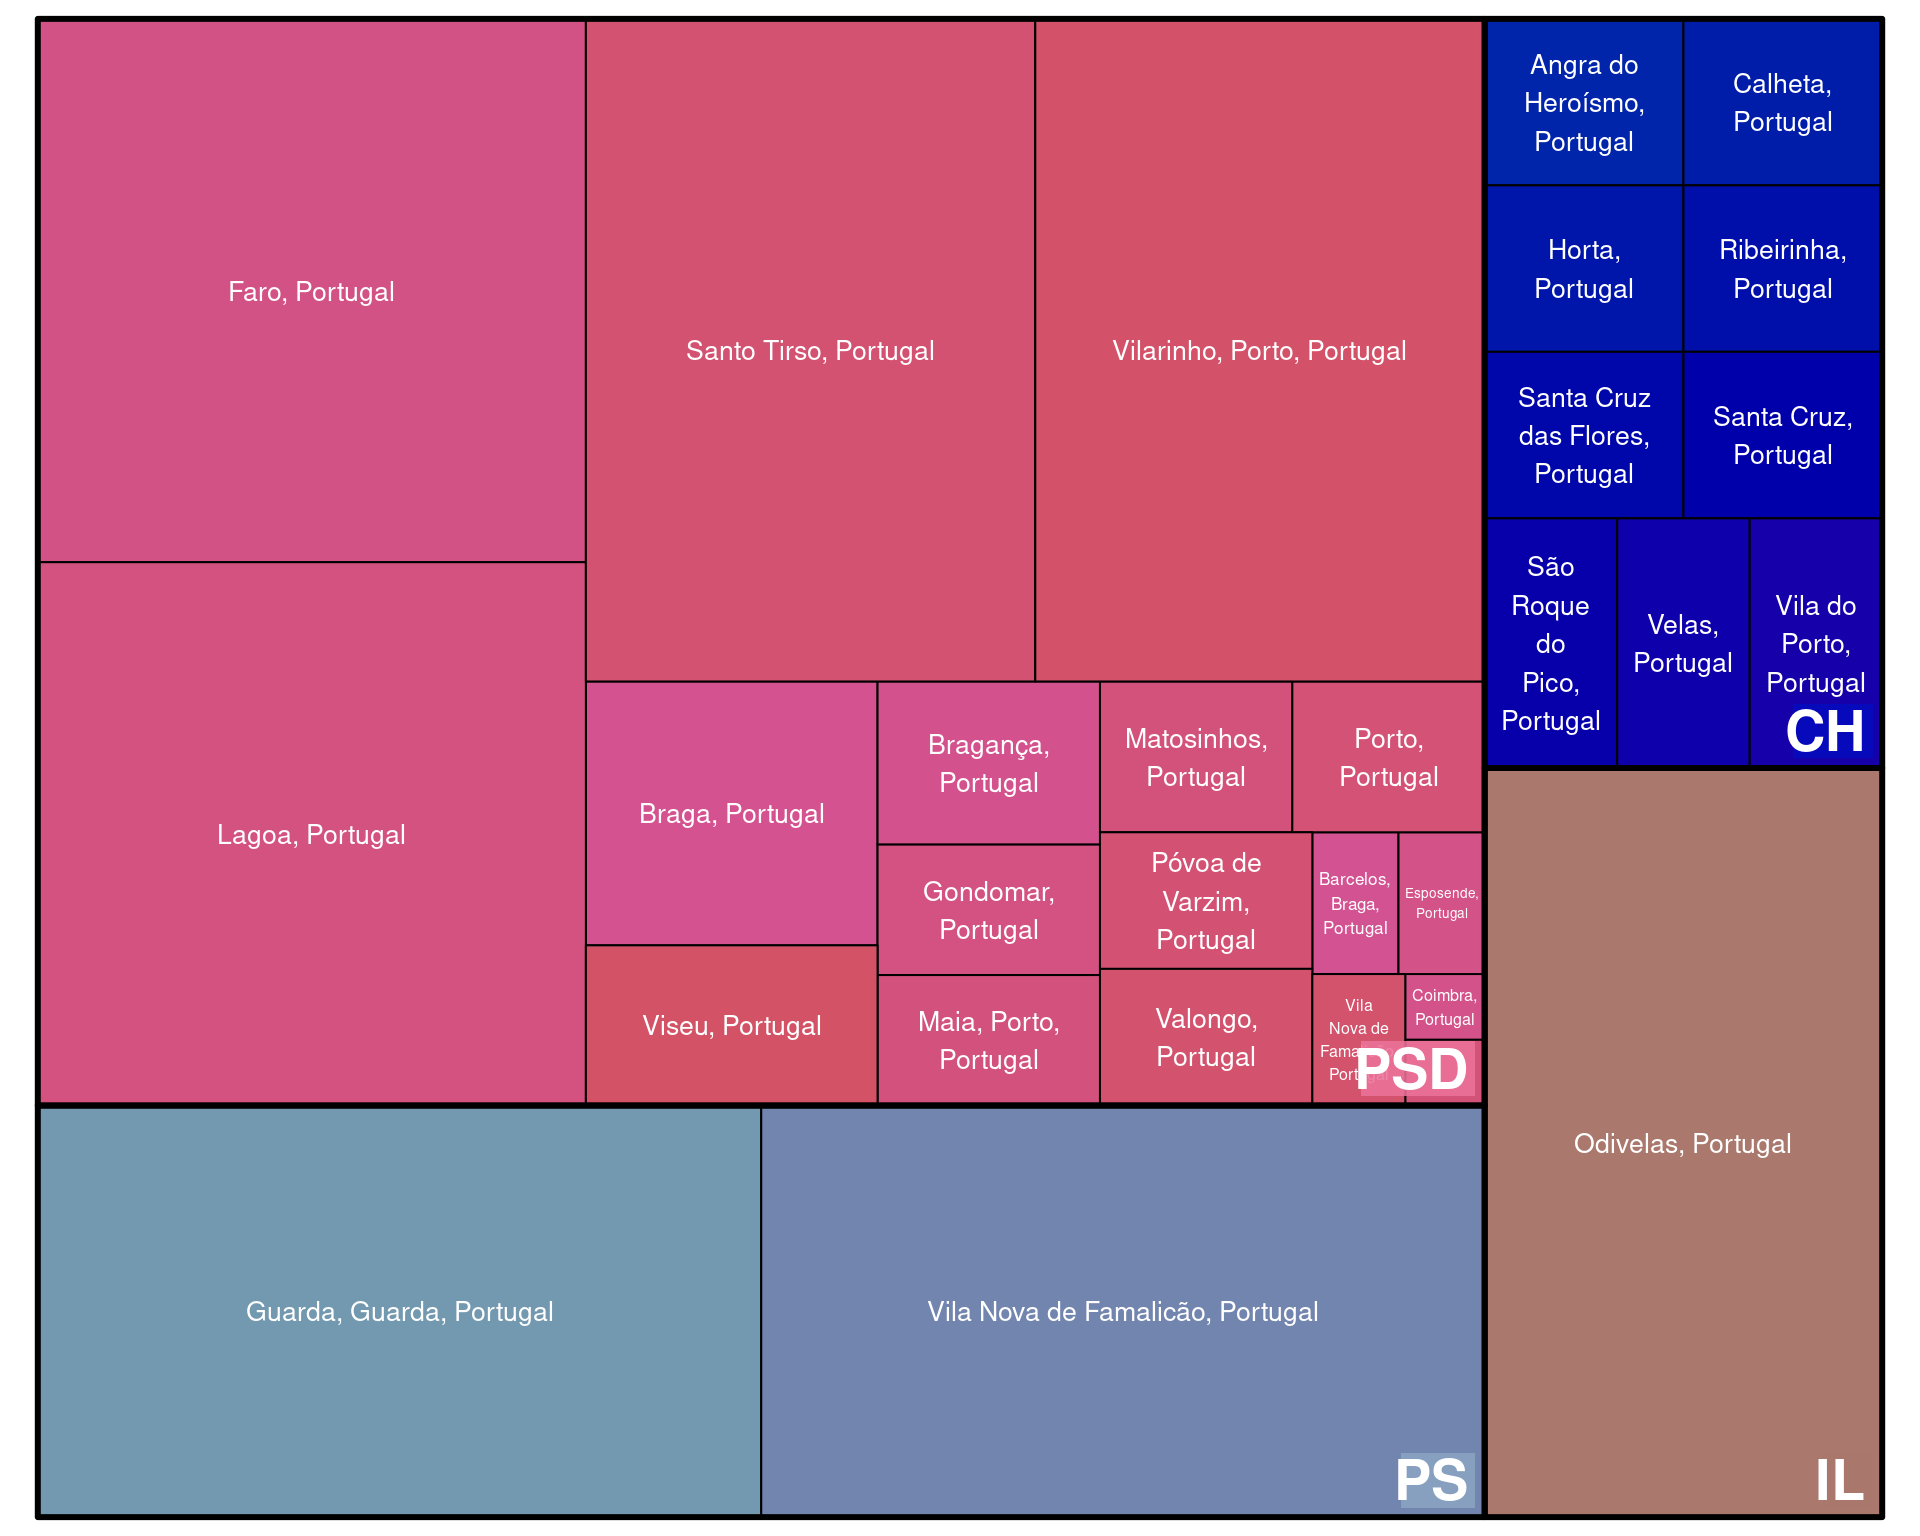 Faro, Portugal
Santo Tirso, Portugal
Vilarinho, Porto, Portugal
Lagoa, Portugal
Braga, Portugal
Viseu, Portugal
Bragança,
Portugal
Gondomar,
Portugal
Maia, Porto,
Portugal
Matosinhos,
Portugal
Porto,
Portugal
Póvoa de
Varzim,
Portugal
Valongo,
Portugal
Barcelos,
Braga,
Portugal
Esposende,
Portugal
Vila
Nova de
Coimbra,
Portugal
PSD
Angra do
Heroísmo,
Portugal
Calheta,
Portugal
Horta,
Portugal
Ribeirinha,
Portugal
Santa Cruz
das Flores,
Portugal
Santa Cruz,
Portugal
São
Roque
do
Pico,
Portugal
Velas,
Portugal
Vila do
Porto,
Portugal
CH
Guarda, Guarda, Portugal
Vila Nova de Famalicão, Portugal
PS
Odivelas, Portugal
IL